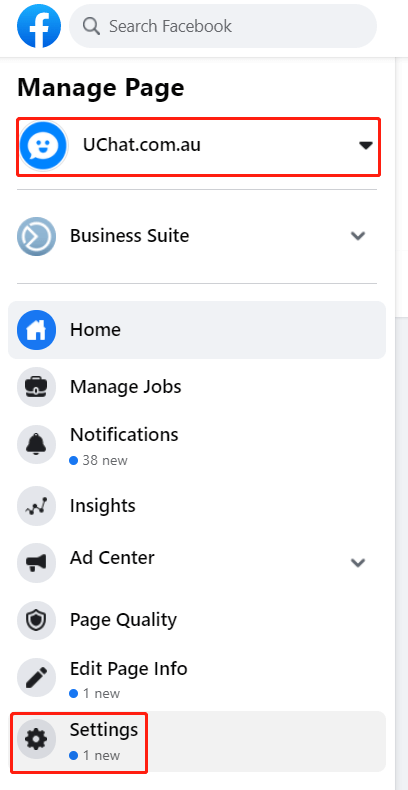 Search Facebook
Manage Page
UChat.com.au
Business Suite
Home
Manage Jobs
Notifications
38 new
Insights
Ad Center
Page Quality
Edit Page Info
1 new
Settings
1 new